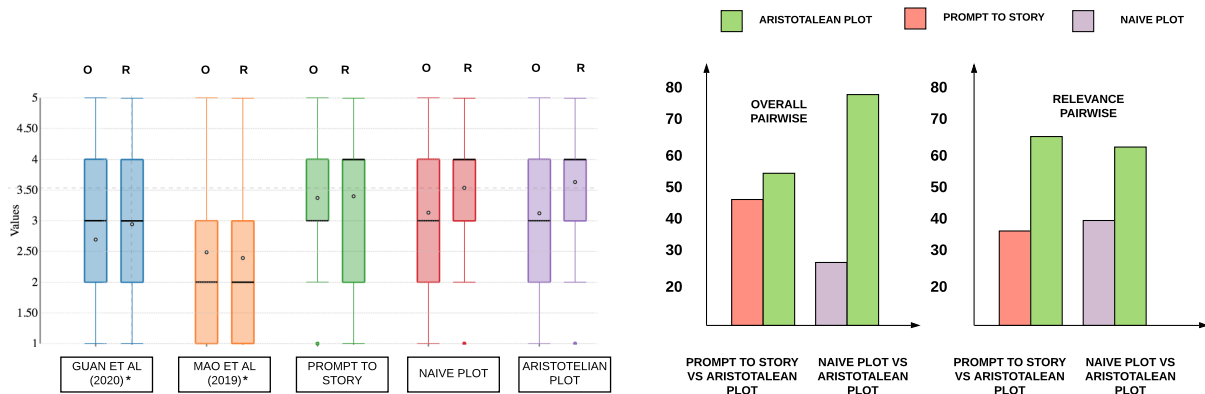 O R O R O R O R O R
5
4.50
4
3.50
3
2.50
2
1.50
1
Values
GUAN ET AL
(2020)*
MAO ET AL
(2019)*
PROMPT TO
STORY
NAIVE PLOT
ARISTOTELIAN
PLOT
ARISTOTALEAN PLOT
PROMPT TO STORY
NAIVE PLOT
80
70
60
50
40
30
20
OVERALL
PAIRWISE
PROMPT TO STORY
VS ARISTOTALEAN
PLOT
NAIVE PLOT VS
ARISTOTALEAN
PLOT
80
70
60
50
40
30
20
RELEVANCE
PAIRWISE
PROMPT TO STORY
VS ARISTOTALEAN
PLOT
NAIVE PLOT VS
ARISTOTALEAN
PLOT